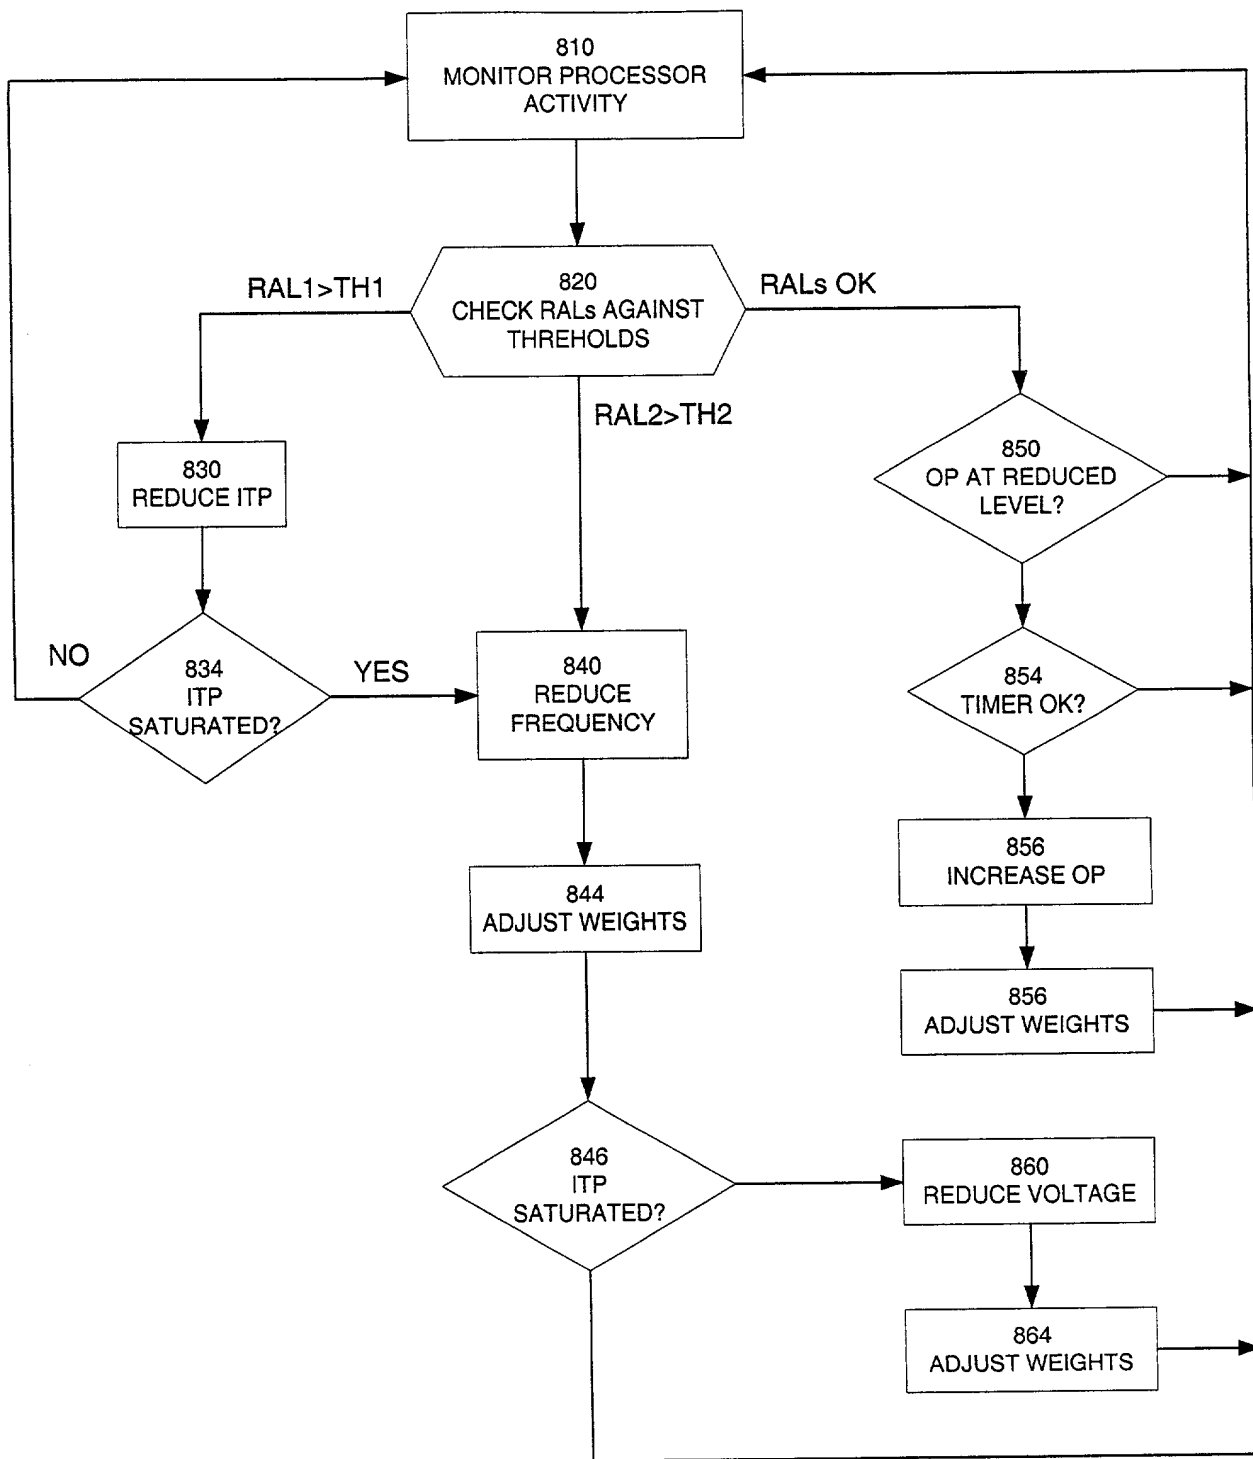 810
MONITOR PROCESSOR
ACTIVITY
RAL1>TH1
820
CHECK RALs AGAINST
THREHOLDS
RALs OK
RAL2>TH2
830
REDUCE ITP
850
OP AT REDUCED
LEVEL?
NO
834
ITP
SATURATED?
YES
840
REDUCE
FREQUENCY
854
TIMER OK?
856
INCREASE OP
844
ADJUST WEIGHTS
856
ADJUST WEIGHTS
846
ITP
SATURATED?
860
REDUCE VOLTAGE
864
ADJUST WEIGHTS